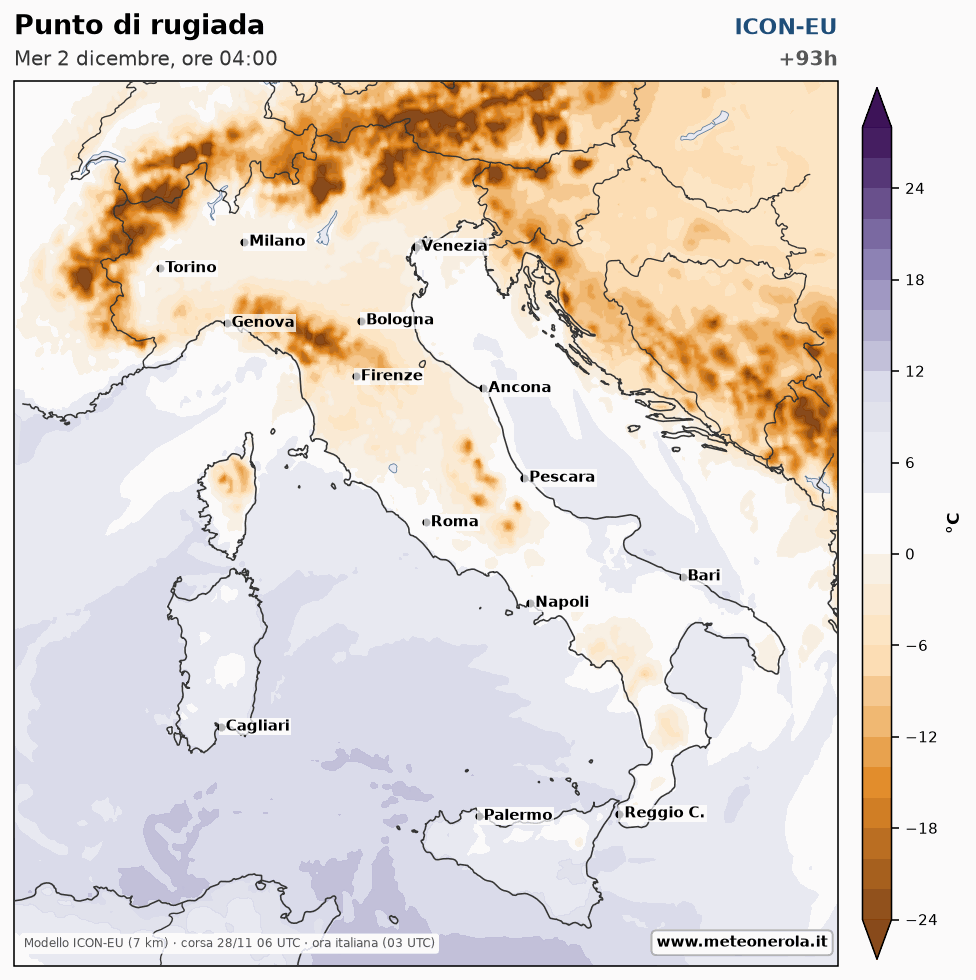 Punto di rugiada
ICON-EU
Mer 2 dicembre, ore 04:00
+93h
Milano
Venezia
Torino
Genova
Bologna
Firenze
Ancona
Pescara
Roma
Bari
Napoli
Cagliari
Palermo
Reggio C.
24
18
12
6
0
−6
−12
−18
−24
°C
Modello ICON-EU (7 km) · corsa 28/11 06 UTC · ora italiana (03 UTC)
www.meteonerola.it